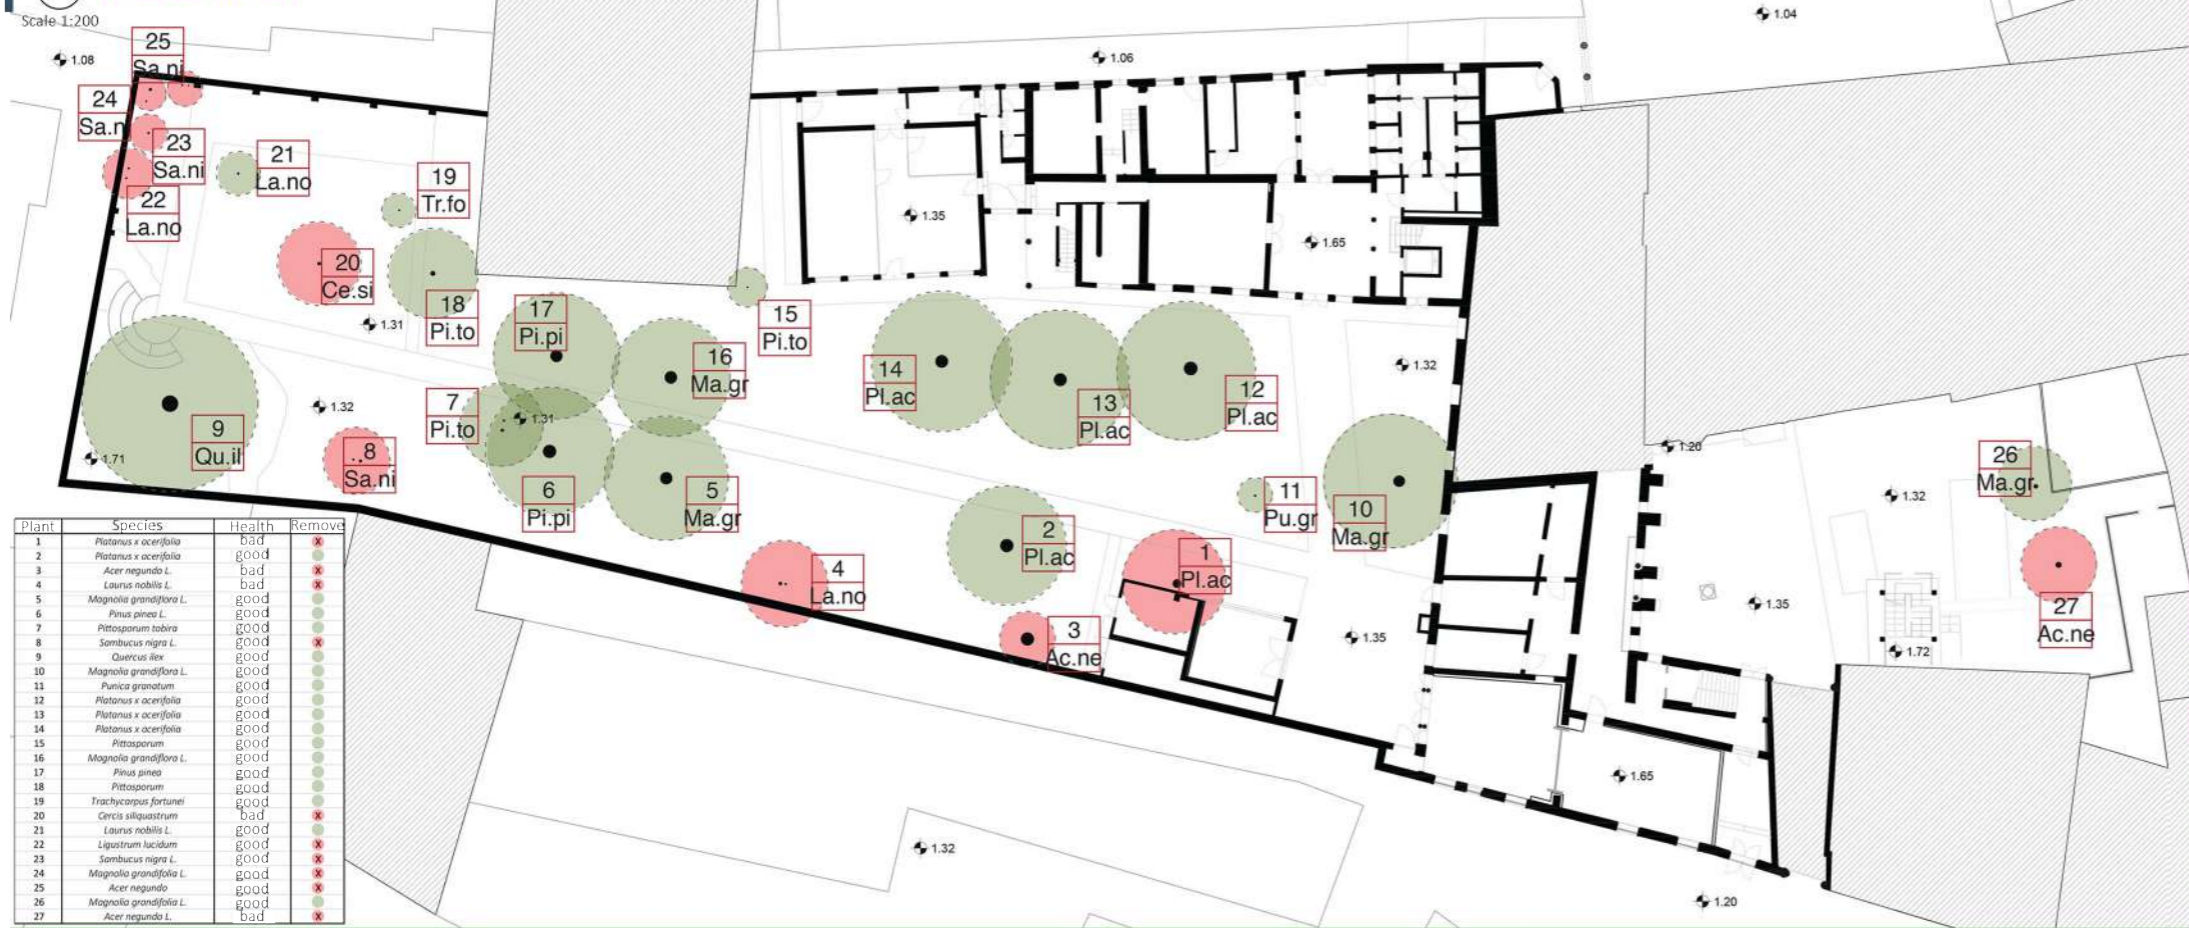 Scale 1:200
1.04
1.06
1.08
25
Sa.ni
24
Sa.n
23
Sa.ni
22
La.no
21
La.no
19
Tr.fo
20
Ce.si
18
Pi.to
17
Pi.pi
16
Ma.gr
15
Pi.to
14
Pl.ac
13
Pl.ac
12
Pl.ac
1.35
1.65
1.31
1.32
1.32
1.31
1.71
9
Qu.il
8
Sa.ni
7
Pi.to
6
Pi.pi
5
Ma.gr
4
La.no
2
Pl.ac
3
Ac.ne
1
Pl.ac
11
Pu.gr
10
Ma.gr
1.35
1.20
1.32
26
Ma.gr
27
Ac.ne
1.35
1.72
1.65
1.32
1.20
Plant Species Health Remove
1 Platanus x acerifolia bad X
2 Platanus x acerifolia good
3 Acer negundo L. bad X
4 Laurus nobilis L. bad X
5 Magnolia grandiflora L. good
6 Pinus pinea L. good
7 Pittosporum tobira good
8 Sambucus nigra L. good X
9 Quercus ilex good
10 Magnolia grandiflora L. good
11 Punica granatum good
12 Platanus x acerifolia good
13 Platanus x acerifolia good
14 Platanus x acerifolia good
15 Pittosporum good
16 Magnolia grandiflora L. good
17 Pinus pinea good
18 Pittosporum good
19 Trachycarpus fortunei good
20 Cercis siliquastrum bad X
21 Laurus nobilis L. good
22 Ligustrum lucidum good X
23 Sambucus nigra L. good X
24 Magnolia grandifolia L. good X
25 Acer negundo good X
26 Magnolia grandifolia L. good
27 Acer negundo L. bad X